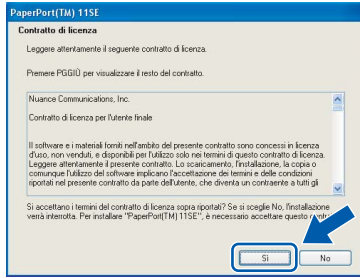 PaperPort(TM) 11SE
Contratto di licenza
Leggere attentamente il seguente contratto di licenza.
Premere PGGIÙ per visualizzare il resto del contratto.
Nuance Communications, Inc.
Contratto di licenza per l'utente finale
Il software e i materiali forniti nell'ambito del presente contratto sono concessi in licenza
d'uso, non venduti, e disponibili per l'utilizzo solo nei termini di questo contratto di licenza.
Leggere attentamente il presente contratto. Lo scaricamento, l'installazione, la copia o
comunque l'utilizzo del software implicano l'accettazione dei termini e delle condizioni
riportati nel presente contratto da parte dell'utente, che diventa un contraente a tutti gli
Si accettano i termini del contratto di licenza sopra riportati? Se si sceglie No, l'installazione
verrà interrotta. Per installare "PaperPort(TM) 11SE", è necessario accettare questo
Sì
No